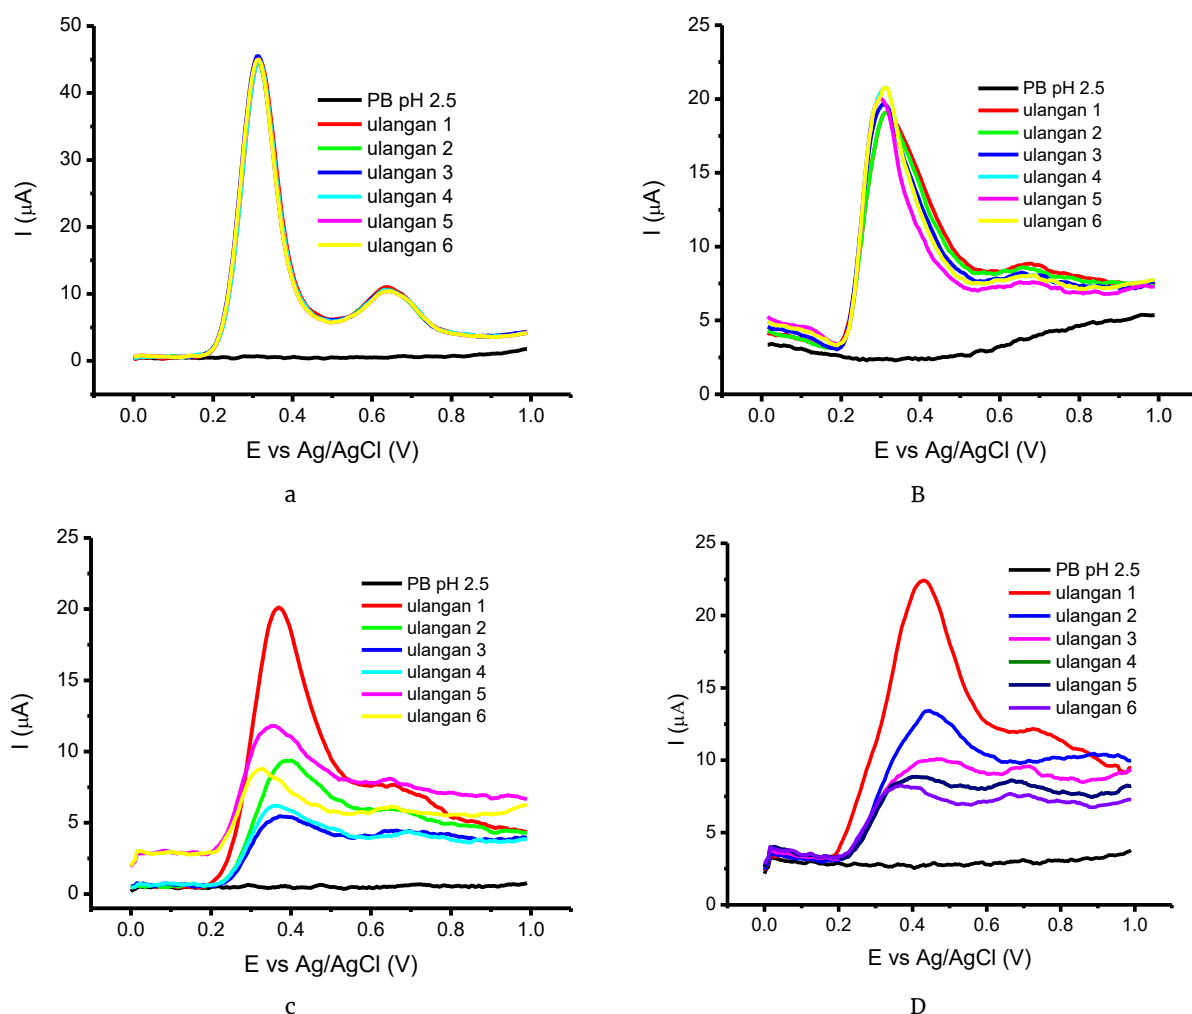 50
40
30
20
10
0
I (µA)
PB pH 2.5
ulangan 1
ulangan 2
ulangan 3
ulangan 4
ulangan 5
ulangan 6
0.0 0.2 0.4 0.6 0.8 1.0
E vs Ag/AgCl (V)
a
25
20
15
10
5
0
I (µA)
PB pH 2.5
ulangan 1
ulangan 2
ulangan 3
ulangan 4
ulangan 5
ulangan 6
0.0 0.2 0.4 0.6 0.8 1.0
E vs Ag/AgCl (V)
B
25
20
15
10
5
0
I (µA)
PB pH 2.5
ulangan 1
ulangan 2
ulangan 3
ulangan 4
ulangan 5
ulangan 6
0.0 0.2 0.4 0.6 0.8 1.0
E vs Ag/AgCl (V)
c
25
20
15
10
5
0
I (µA)
PB pH 2.5
ulangan 1
ulangan 2
ulangan 3
ulangan 4
ulangan 5
ulangan 6
0.0 0.2 0.4 0.6 0.8 1.0
E vs Ag/AgCl (V)
D